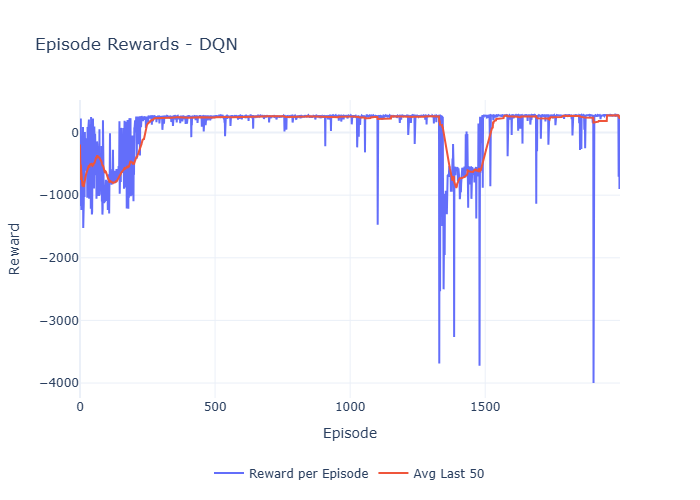 Episode Rewards - DQN
0
−1000
−2000
−3000
−4000
Reward
0
500
1000
1500
Episode
Reward per Episode
Avg Last 50